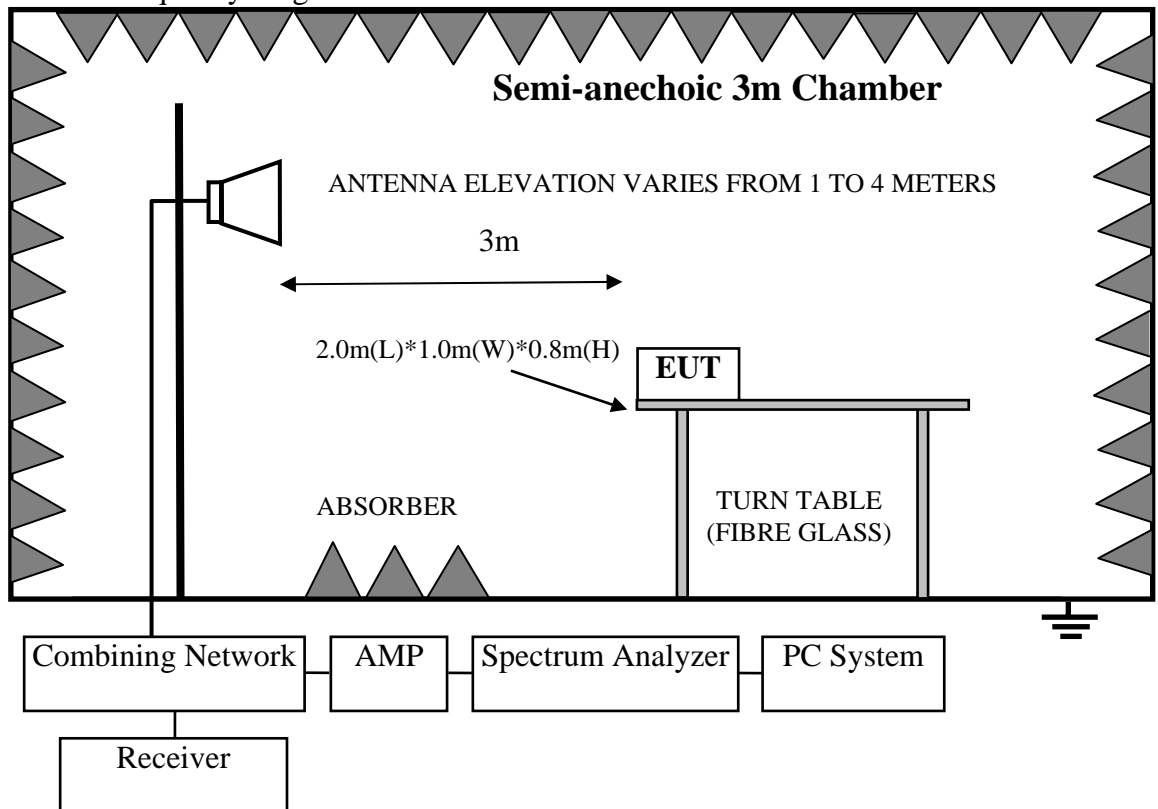 Semi-anechoic 3m Chamber
ANTENNA ELEVATION VARIES FROM 1 TO 4 METERS
3m
2.0m(L)*1.0m(W)*0.8m(H)
EUT
ABSORBER
TURN TABLE
(FIBRE GLASS)
Combining Network
AMP
Spectrum Analyzer
PC System
Receiver